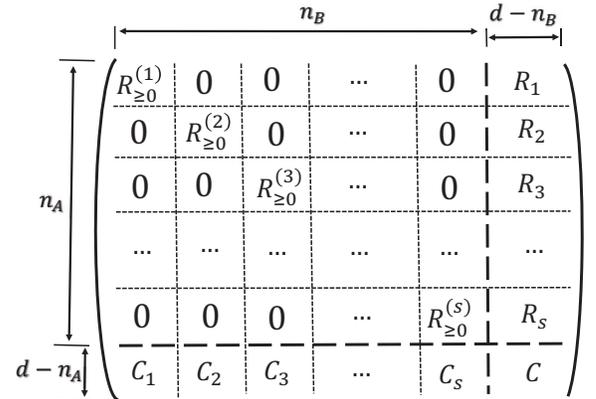 n_B d − n_B
R_{≥0}^{(1)} 0 0 ... 0 R_1
0 R_{≥0}^{(2)} 0 ... 0 R_2
n_A 0 0 R_{≥0}^{(3)} ... 0 R_3
... ... ... ... ... ...
0 0 0 ... R_{≥0}^{(s)} R_s
d − n_A C_1 C_2 C_3 ... C_s C